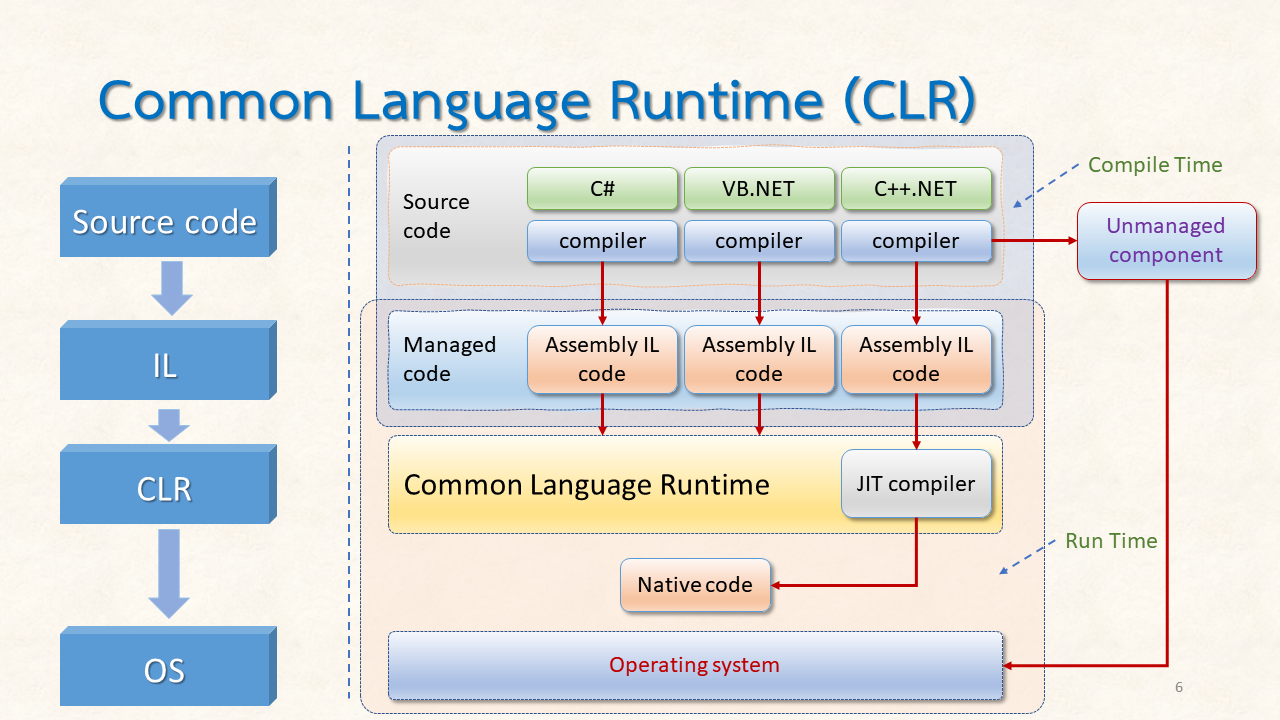 Common Language Runtime (CLR)
Source code
IL
CLR
OS
Source
code
C#
VB.NET
C++.NET
compiler
compiler
compiler
Managed
code
Assembly IL
code
Assembly IL
code
Assembly IL
code
Common Language Runtime
JIT compiler
Native code
Operating system
Compile Time
Unmanaged
component
Run Time
6